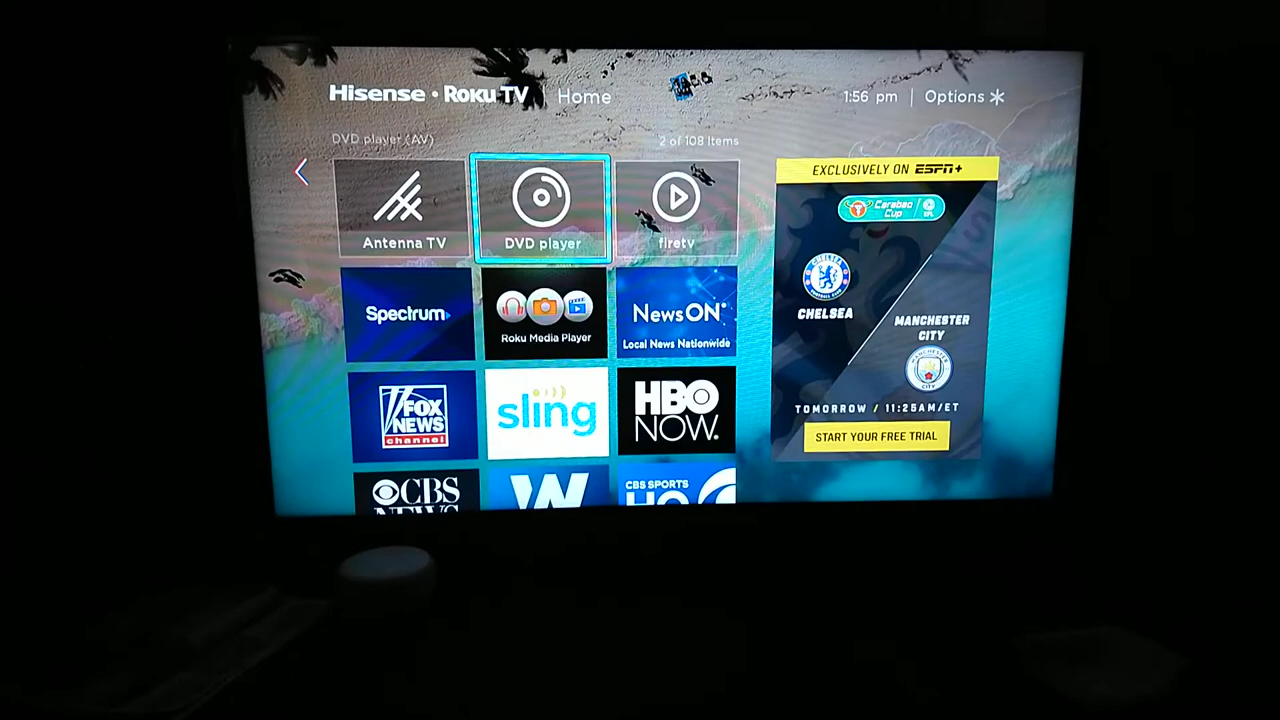 Hisense • Roku TV Home
1:56 pm | Options
DVD player (AV)
2 of 108 Items
Antenna TV
DVD player
firetv
Spectrum
Roku Media Player
NewsON
Local News Nationwide
FOX
NEWS
channel
sling
HBO
NOW.
CBS
NEWS
W
CBS SPORTS
HQ
EXCLUSIVELY ON ESPN+
Carabao
Cup
EFL
CHELSEA
MANCHESTER
CITY
TOMORROW / 11:25AM/ET
START YOUR FREE TRIAL